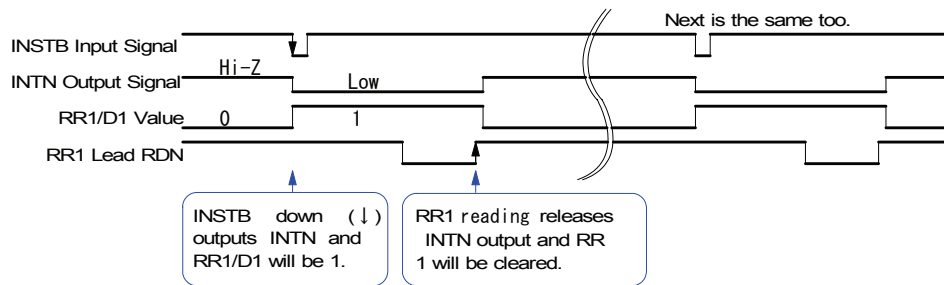 Next is the same too.
INSTB Input Signal
Hi-Z
INTN Output Signal
Low
RR1/D1 Value
0
1
RR1 Lead RDN
INSTB down (↓)
outputs INTN and
RR1/D1 will be 1.
RR1 reading releases
INTN output and RR
1 will be cleared.